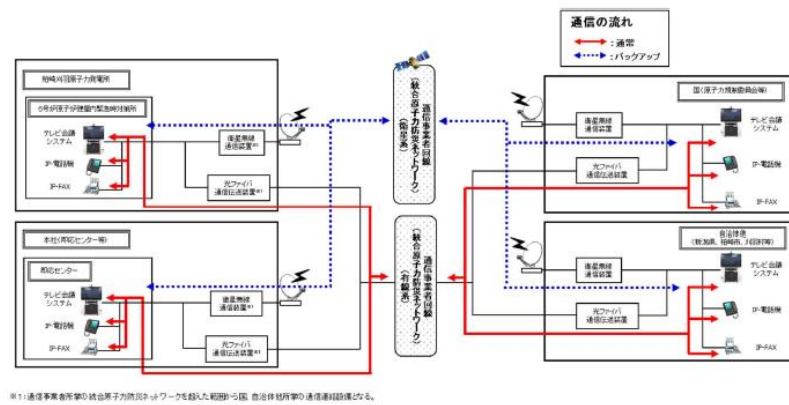 通信の流れ
:通常
:バックアップ
柏崎刈羽原子力発電所
5号炉原子炉建屋内緊急時対策所
テレビ会議
システム
IP-電話機
IP-FAX
衛星無線
通信装置※1
光ファイバ
通信伝送装置※1
本社(即応センター等)
即応センター
テレビ会議
システム
IP-電話機
IP-FAX
衛星無線
通信装置※1
光ファイバ
通信伝送装置※1
通信事業者回線
(統合原子力防災ネットワーク)
(衛星系)
通信事業者回線
(統合原子力防災ネットワーク)
(有線系)
国(原子力規制委員会等)
衛星無線
通信装置
光ファイバ
通信伝送装置
テレビ会議
システム
IP-電話機
IP-FAX
自治体他
(新潟県、柏崎市、刈羽村等)
衛星無線
通信装置
光ファイバ
通信伝送装置
テレビ会議
システム
IP-電話機
IP-FAX
※1:通信事業者所掌の統合原子力防災ネットワークを超えた範囲から国、自治体他所掌の通信連絡設備となる。